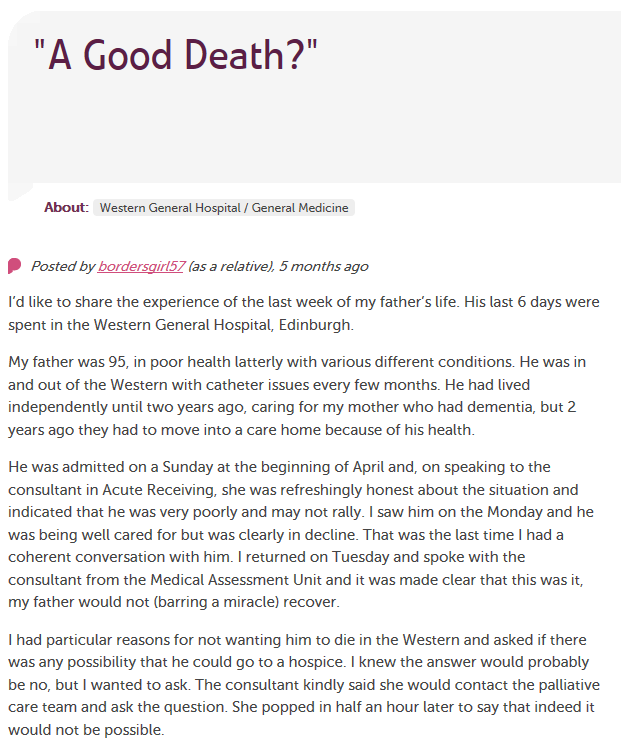 "A Good Death?"
About: Western General Hospital / General Medicine
Posted by bordersgirl57 (as a relative), 5 months ago
I’d like to share the experience of the last week of my father’s life. His last 6 days were
spent in the Western General Hospital, Edinburgh.
My father was 95, in poor health latterly with various different conditions. He was in
and out of the Western with catheter issues every few months. He had lived
independently until two years ago, caring for my mother who had dementia, but 2
years ago they had to move into a care home because of his health.
He was admitted on a Sunday at the beginning of April and, on speaking to the
consultant in Acute Receiving, she was refreshingly honest about the situation and
indicated that he was very poorly and may not rally. I saw him on the Monday and he
was being well cared for but was clearly in decline. That was the last time I had a
coherent conversation with him. I returned on Tuesday and spoke with the
consultant from the Medical Assessment Unit and it was made clear that this was it,
my father would not (barring a miracle) recover.
I had particular reasons for not wanting him to die in the Western and asked if there
was any possibility that he could go to a hospice. I knew the answer would probably
be no, but I wanted to ask. The consultant kindly said she would contact the palliative
care team and ask the question. She popped in half an hour later to say that indeed it
would not be possible.